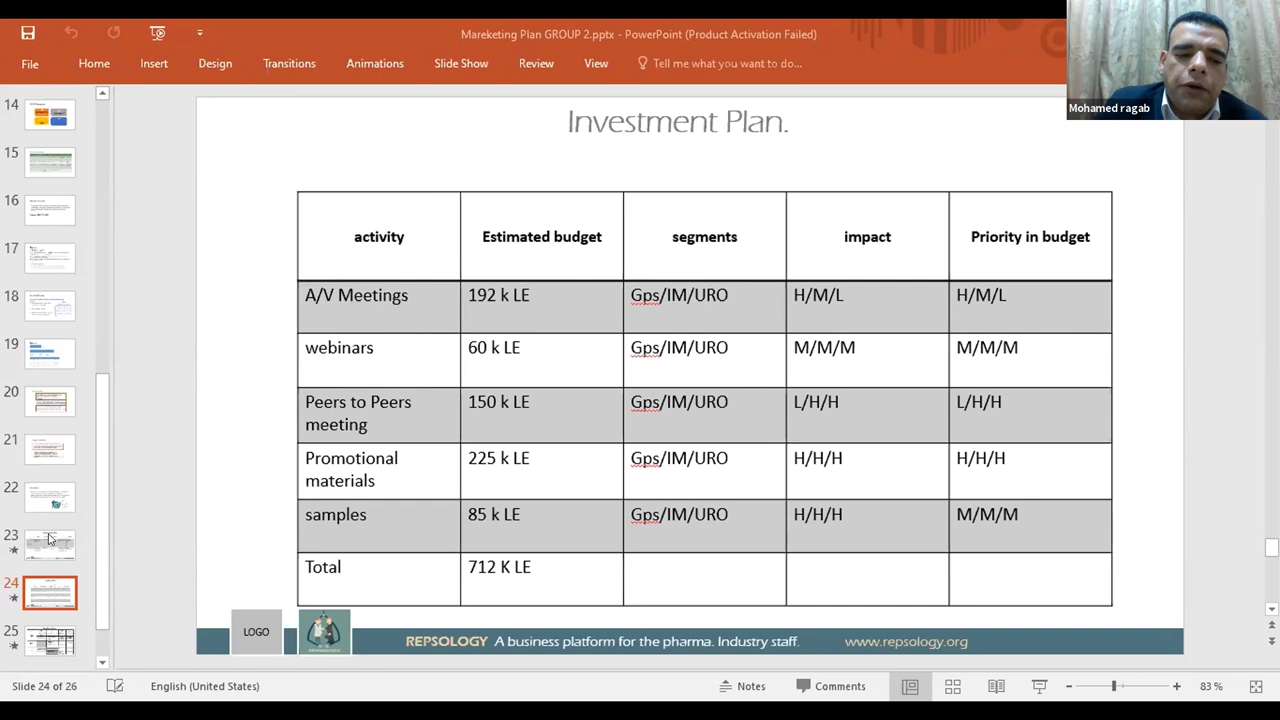 Mareketing Plan GROUP 2.pptx - PowerPoint (Product Activation Failed)
File Home Insert Design Transitions Animations Slide Show Review View Tell me what you want to do...
Mohamed ragab
14
15
16
17
18
19
20
21
22
23
24
25
Investment Plan.
activity Estimated budget segments impact Priority in budget
A/V Meetings 192 k LE Gps/IM/URO H/M/L H/M/L
webinars 60 k LE Gps/IM/URO M/M/M M/M/M
Peers to Peers meeting 150 k LE Gps/IM/URO L/H/H L/H/H
Promotional materials 225 k LE Gps/IM/URO H/H/H H/H/H
samples 85 k LE Gps/IM/URO H/H/H M/M/M
Total 712 K LE
LOGO
REPSOLOGY A business platform for the pharma. Industry staff. www.repsology.org
Slide 24 of 26 English (United States) Notes Comments 83 %